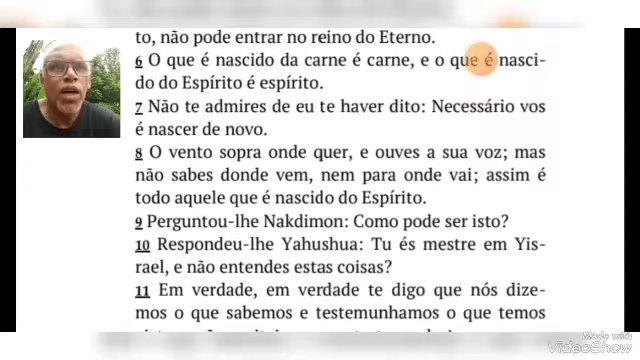 to, não pode entrar no reino do Eterno.
6 O que é nascido da carne é carne, e o que é nasci-
do do Espírito é espírito.
7 Não te admires de eu te haver dito: Necessário vos
é nascer de novo.
8 O vento sopra onde quer, e ouves a sua voz; mas
não sabes donde vem, nem para onde vai; assim é
todo aquele que é nascido do Espírito.
9 Perguntou-lhe Nakdimon: Como pode ser isto?
10 Respondeu-lhe Yahushua: Tu és mestre em Yis-
rael, e não entendes estas coisas?
11 Em verdade, em verdade te digo que nós dize-
mos o que sabemos e testemunhamos o que temos
Made with
VideoShow